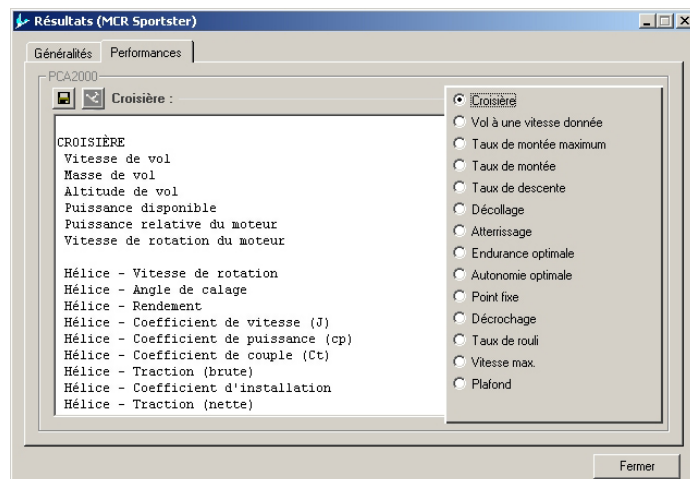 Résultats (MCR Sportster)
Généralités
Performances
PCA2000
Croisière :
CROISIÈRE
Vitesse de vol
Masse de vol
Altitude de vol
Puissance disponible
Puissance relative du moteur
Vitesse de rotation du moteur
Hélice - Vitesse de rotation
Hélice - Angle de calage
Hélice - Rendement
Hélice - Coefficient de vitesse (J)
Hélice - Coefficient de puissance (cp)
Hélice - Coefficient de couple (Ct)
Hélice - Traction (brute)
Hélice - Coefficient d'installation
Hélice - Traction (nette)
Croisière
Vol à une vitesse donnée
Taux de montée maximum
Taux de montée
Taux de descente
Décollage
Atterrissage
Endurance optimale
Autonomie optimale
Point fixe
Décrochage
Taux de rouli
Vitesse max.
Plafond
Fermer